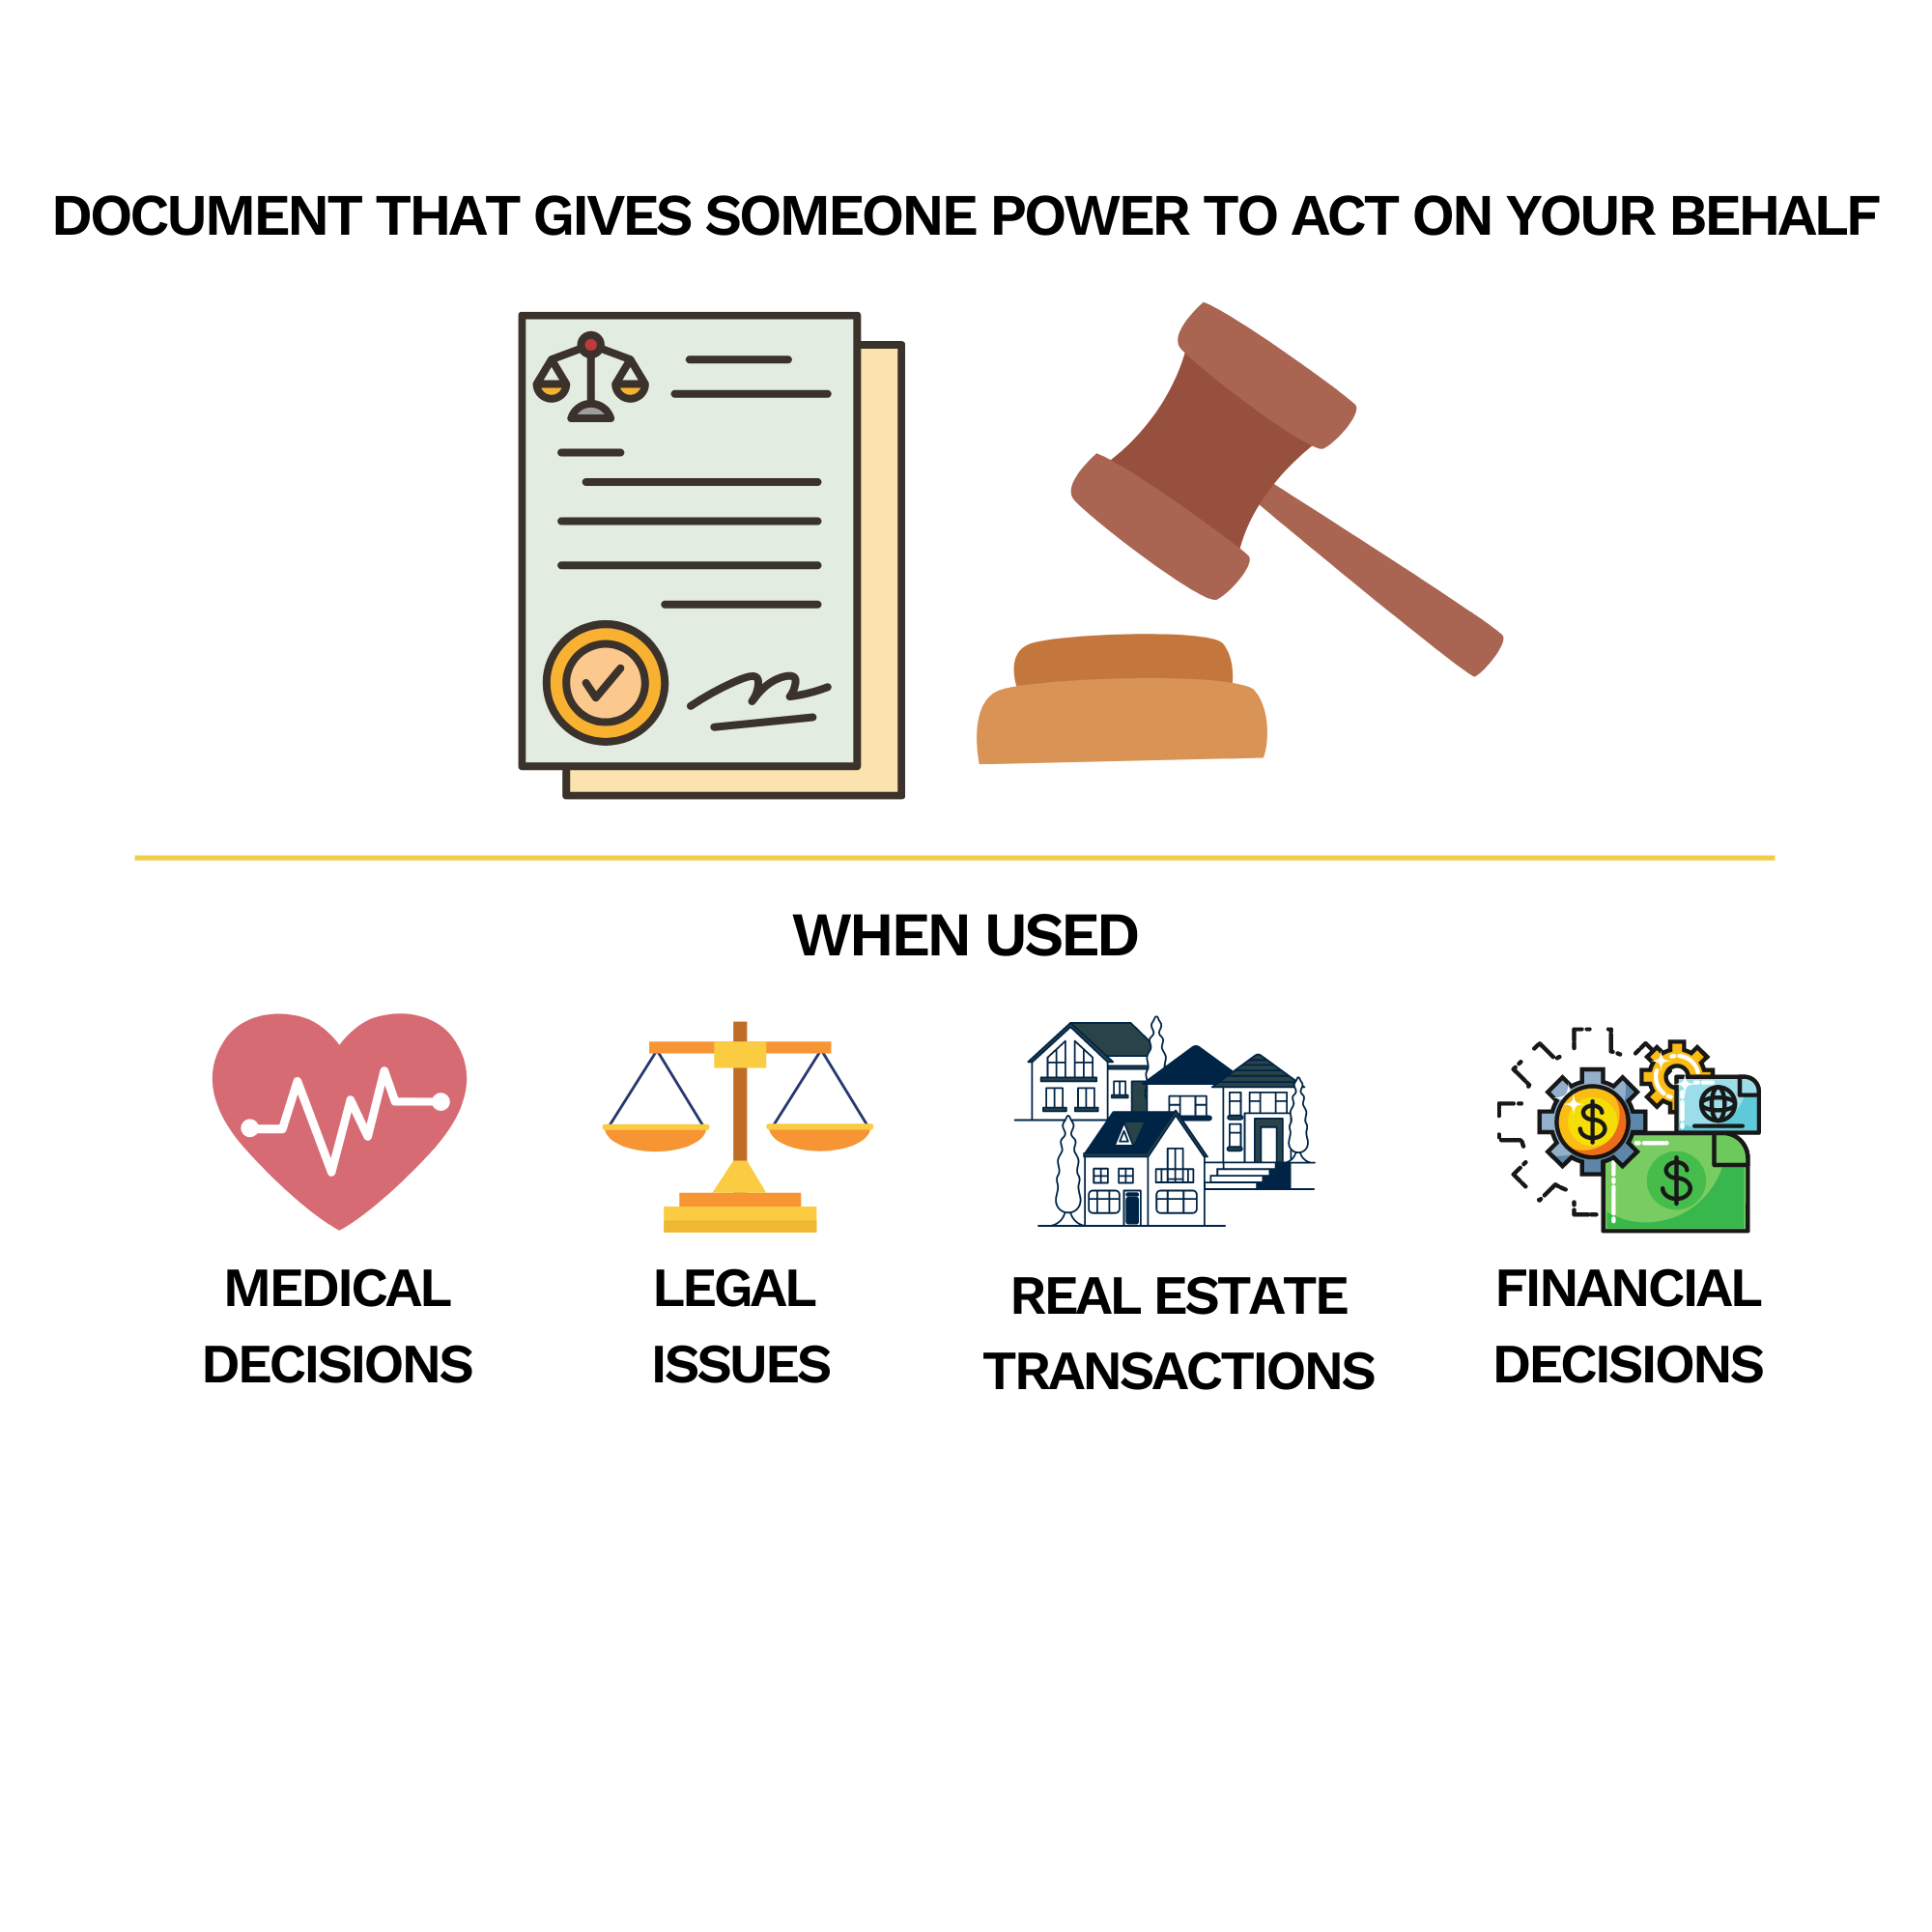 DOCUMENT THAT GIVES SOMEONE POWER TO ACT ON YOUR BEHALF
WHEN USED
MEDICAL
DECISIONS
LEGAL
ISSUES
REAL ESTATE
TRANSACTIONS
FINANCIAL
DECISIONS